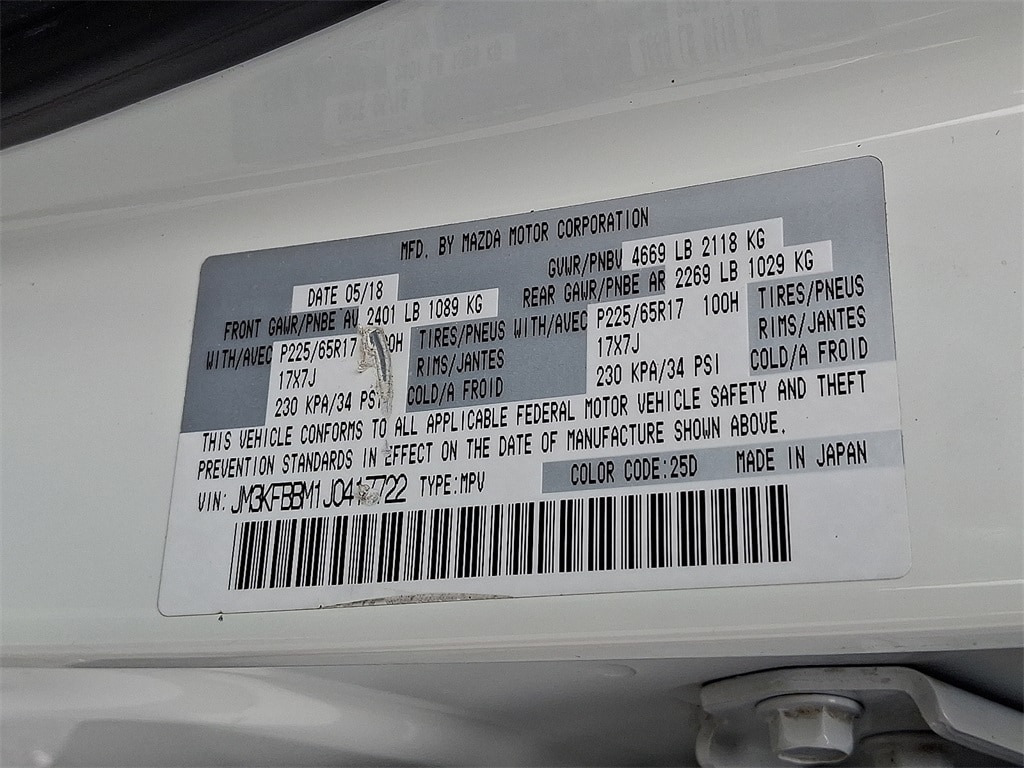 MFD. BY MAZDA MOTOR CORPORATION
DATE 05/18 GVWR/PNBV 4669 LB 2118 KG
FRONT GAWR/PNBE AV 2401 LB 1089 KG REAR GAWR/PNBE AR 2269 LB 1029 KG
WITH/AVEC P225/65R17 100H TIRES/PNEUS WITH/AVEC P225/65R17 100H TIRES/PNEUS
17X7J RIMS/JANTES 17X7J RIMS/JANTES
230 KPA/34 PSI COLD/A FROID 230 KPA/34 PSI COLD/A FROID
THIS VEHICLE CONFORMS TO ALL APPLICABLE FEDERAL MOTOR VEHICLE SAFETY AND THEFT
PREVENTION STANDARDS IN EFFECT ON THE DATE OF MANUFACTURE SHOWN ABOVE.
VIN: JM3KFBBM1J0417722 TYPE:MPV COLOR CODE:25D MADE IN JAPAN